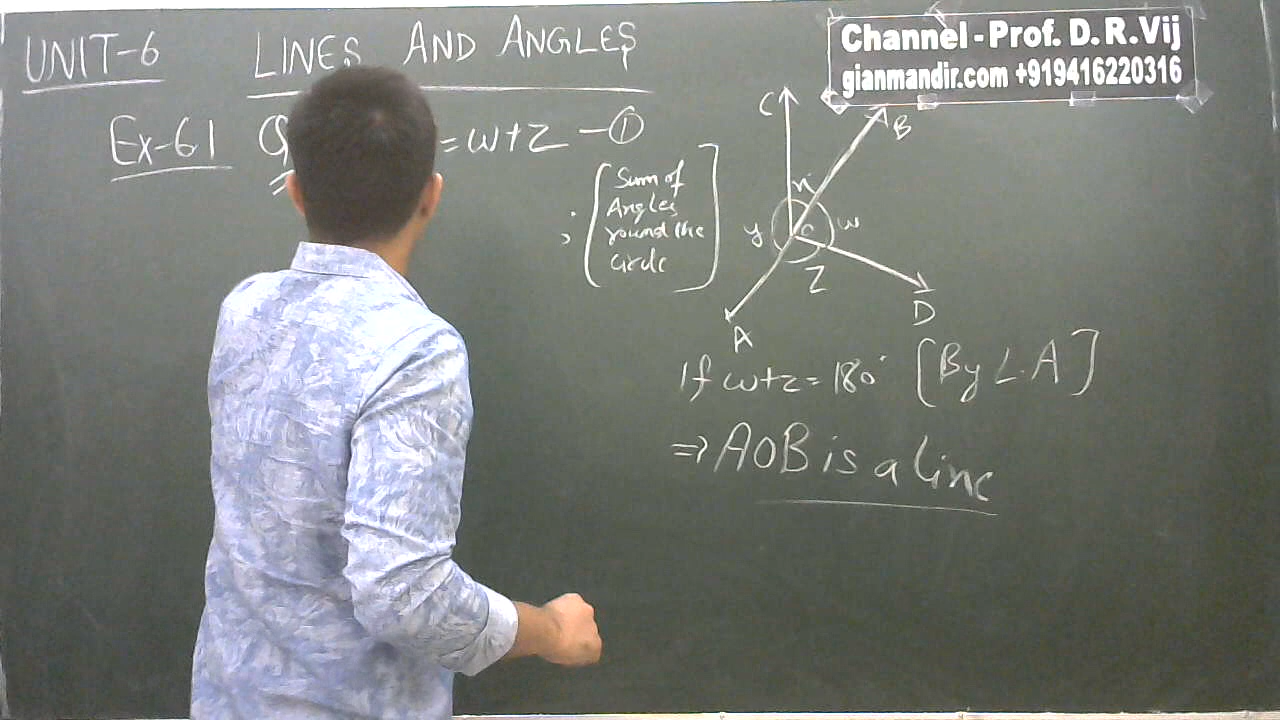 UNIT-6 LINES AND ANGLES
Channel - Prof. D. R. Vij
gianmandir.com +919416220316
Ex-61 Q = w+z —①
[Sum of
Angles
round the
circle]
C
B
x
y
O
w
z
A
D
If w+z = 180° [By L.A]
⇒ AOB is a line